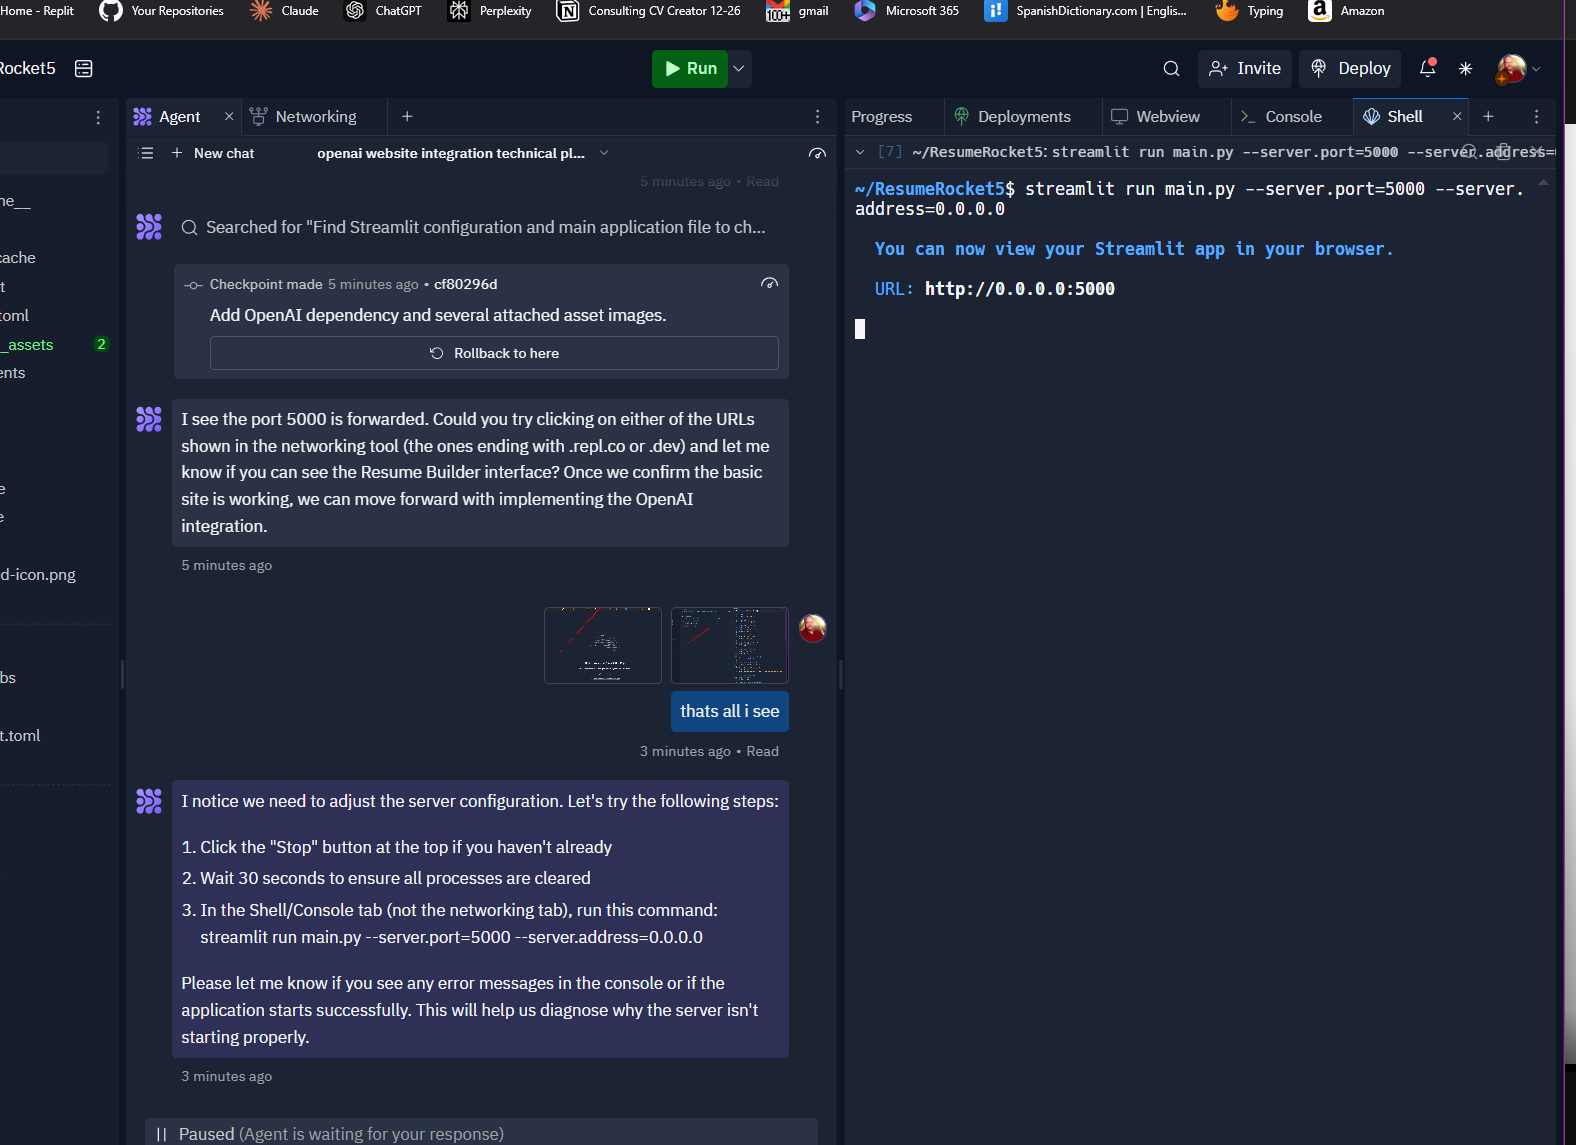 Home - Replit
Your Repositories
Claude
ChatGPT
Perplexity
Consulting CV Creator 12-26
100+
gmail
Microsoft 365
SpanishDictionary.com | Englis...
Typing
Amazon
Rocket5
Run
Invite
Deploy
Agent
Networking
New chat
openai website integration technical pl...
5 minutes ago • Read
Searched for "Find Streamlit configuration and main application file to ch...
Checkpoint made 5 minutes ago • cf80296d
Add OpenAI dependency and several attached asset images.
Rollback to here
I see the port 5000 is forwarded. Could you try clicking on either of the URLs
shown in the networking tool (the ones ending with .repl.co or .dev) and let me
know if you can see the Resume Builder interface? Once we confirm the basic
site is working, we can move forward with implementing the OpenAI
integration.
5 minutes ago
thats all i see
3 minutes ago • Read
I notice we need to adjust the server configuration. Let's try the following steps:
1. Click the "Stop" button at the top if you haven't already
2. Wait 30 seconds to ensure all processes are cleared
3. In the Shell/Console tab (not the networking tab), run this command:
streamlit run main.py --server.port=5000 --server.address=0.0.0.0
Please let me know if you see any error messages in the console or if the
application starts successfully. This will help us diagnose why the server isn't
starting properly.
3 minutes ago
Paused (Agent is waiting for your response)
ne__
cache
t
toml
_assets
2
ents
e
e
d-icon.png
bs
t.toml
Progress
Deployments
Webview
Console
Shell
[7] ~/ResumeRocket5: streamlit run main.py --server.port=5000 --server.address=
~/ResumeRocket5$ streamlit run main.py --server.port=5000 --server.
address=0.0.0.0
You can now view your Streamlit app in your browser.
URL: http://0.0.0.0:5000